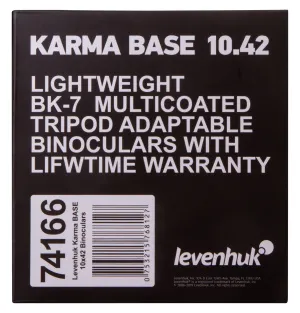 KARMA BASE 10.42
LIGHTWEIGHT
BK-7 MULTICOATED
TRIPOD ADAPTABLE
BINOCULARS WITH
LIFWTIME WARRANTY
74166
Levenhuk Karma BASE
10x42 Binoculars
0753215768127
levenhuk